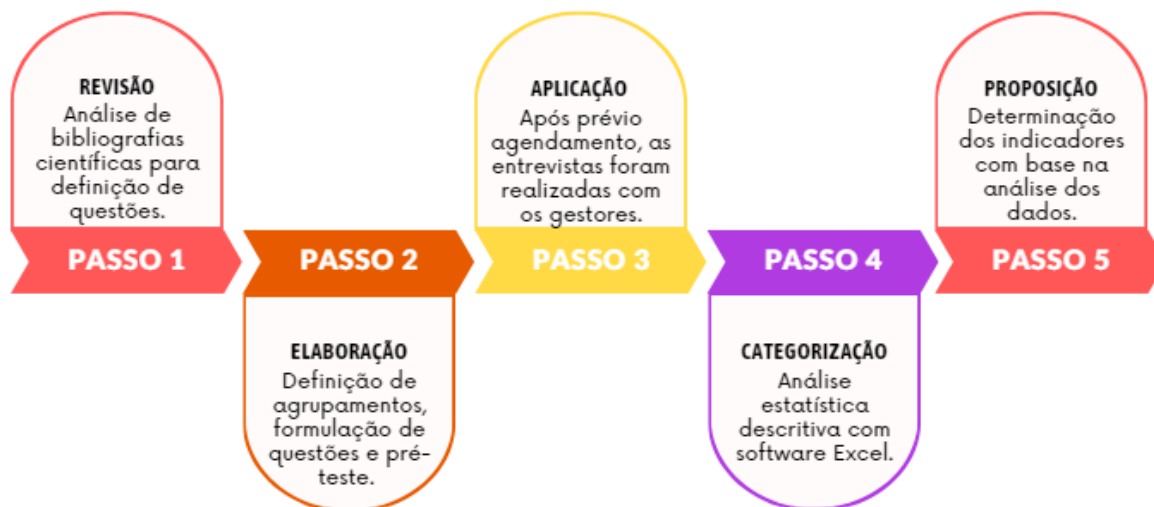 REVISÃO
Análise de
bibliografias
científicas para
definição de
questões.
PASSO 1
PASSO 2
ELABORAÇÃO
Definição de
agrupamentos,
formulação de
questões e pré-
teste.
APLICAÇÃO
Após prévio
agendamento, as
entrevistas foram
realizadas com
os gestores.
PASSO 3
PASSO 4
CATEGORIZAÇÃO
Análise
estatística
descritiva com
software Excel.
PROPOSIÇÃO
Determinação
dos indicadores
com base na
análise dos
dados.
PASSO 5